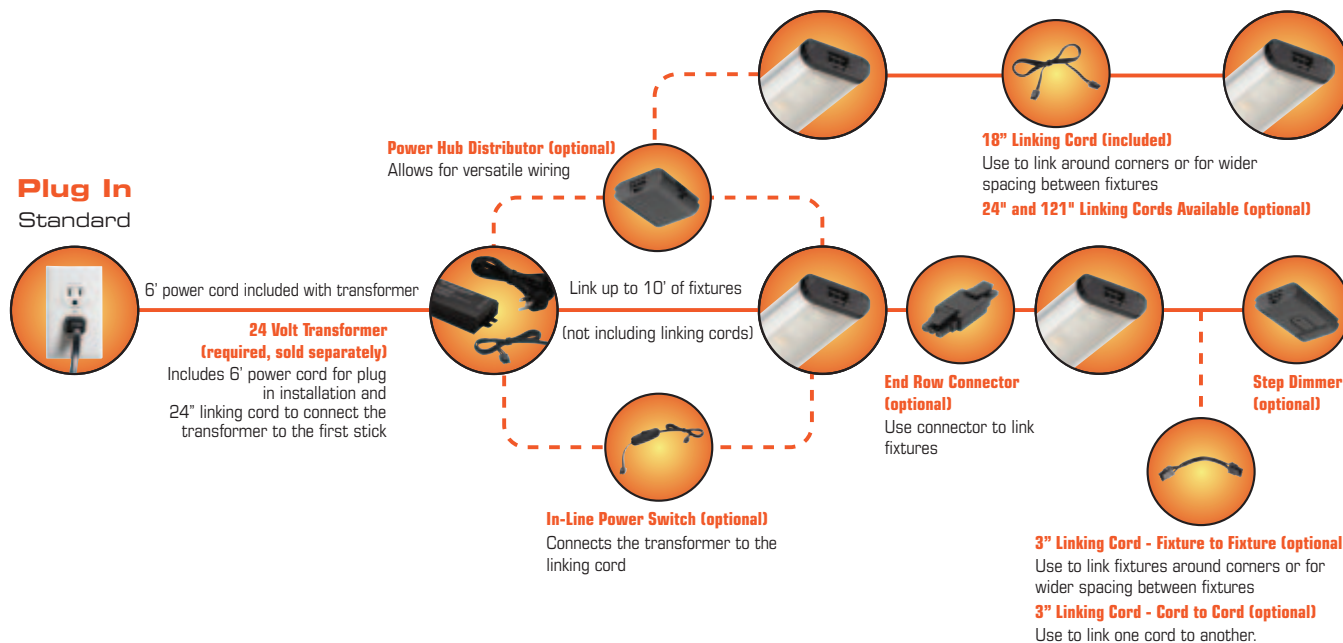 Plug In
Standard
6' power cord included with transformer
24 Volt Transformer
(required, sold separately)
Includes 6' power cord for plug
in installation and
24” linking cord to connect the
transformer to the first stick
Power Hub Distributor (optional)
Allows for versatile wiring
Link up to 10' of fixtures
(not including linking cords)
In-Line Power Switch (optional)
Connects the transformer to the
linking cord
18” Linking Cord (included)
Use to link around corners or for wider
spacing between fixtures
24" and 121" Linking Cords Available (optional)
End Row Connector
(optional)
Use connector to link
fixtures
Step Dimmer
(optional)
3” Linking Cord - Fixture to Fixture (optional
Use to link fixtures around corners or for
wider spacing between fixtures
3” Linking Cord - Cord to Cord (optional)
Use to link one cord to another.